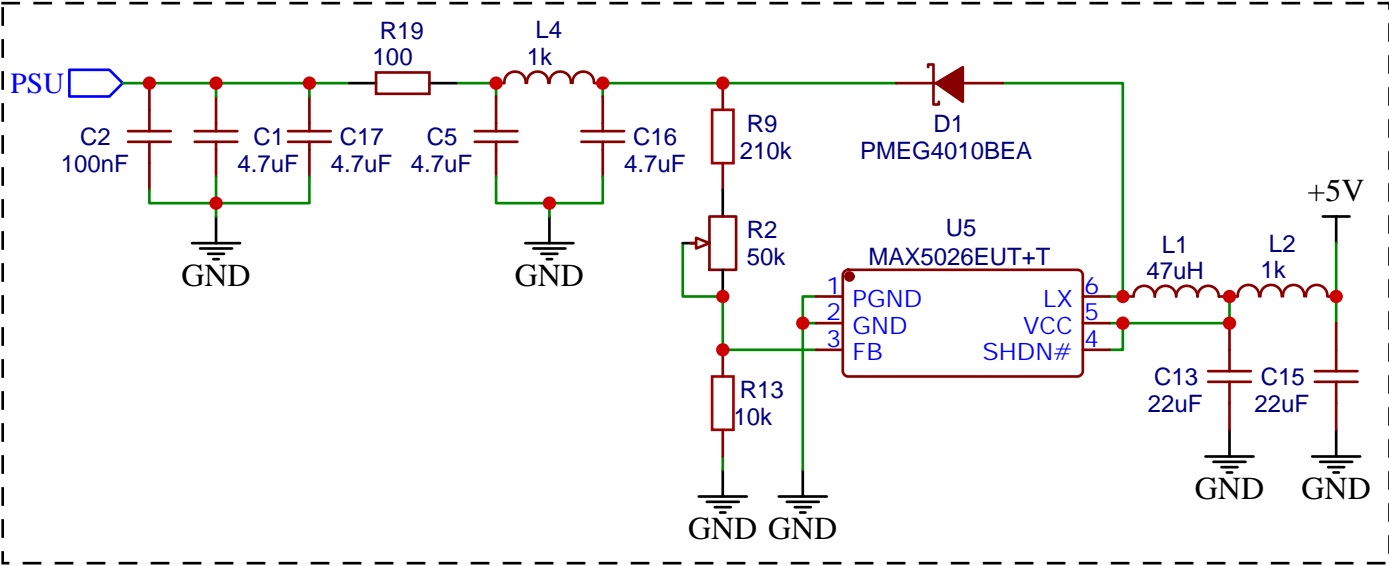 PSU
R19
100
L4
1k
C2
100nF
C1
4.7uF
C17
4.7uF
C5
4.7uF
C16
4.7uF
R9
210k
D1
PMEG4010BEA
GND
GND
R2
50k
U5
MAX5026EUT+T
1
PGND
2
GND
3
FB
LX
6
VCC
5
SHDN#
4
L1
47uH
L2
1k
+5V
R13
10k
C13
22uF
C15
22uF
GND
GND
GND
GND